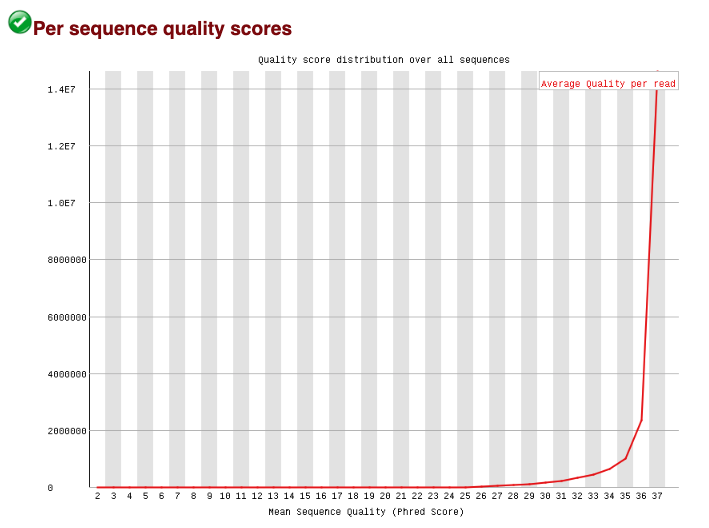 Per sequence quality scores
Quality score distribution over all sequences
Average Quality per read
1.4E7
1.2E7
1.0E7
8000000
6000000
4000000
2000000
0
2 3 4 5 6 7 8 9 10 11 12 13 14 15 16 17 18 19 20 21 22 23 24 25 26 27 28 29 30 31 32 33 34 35 36 37
Mean Sequence Quality (Phred Score)